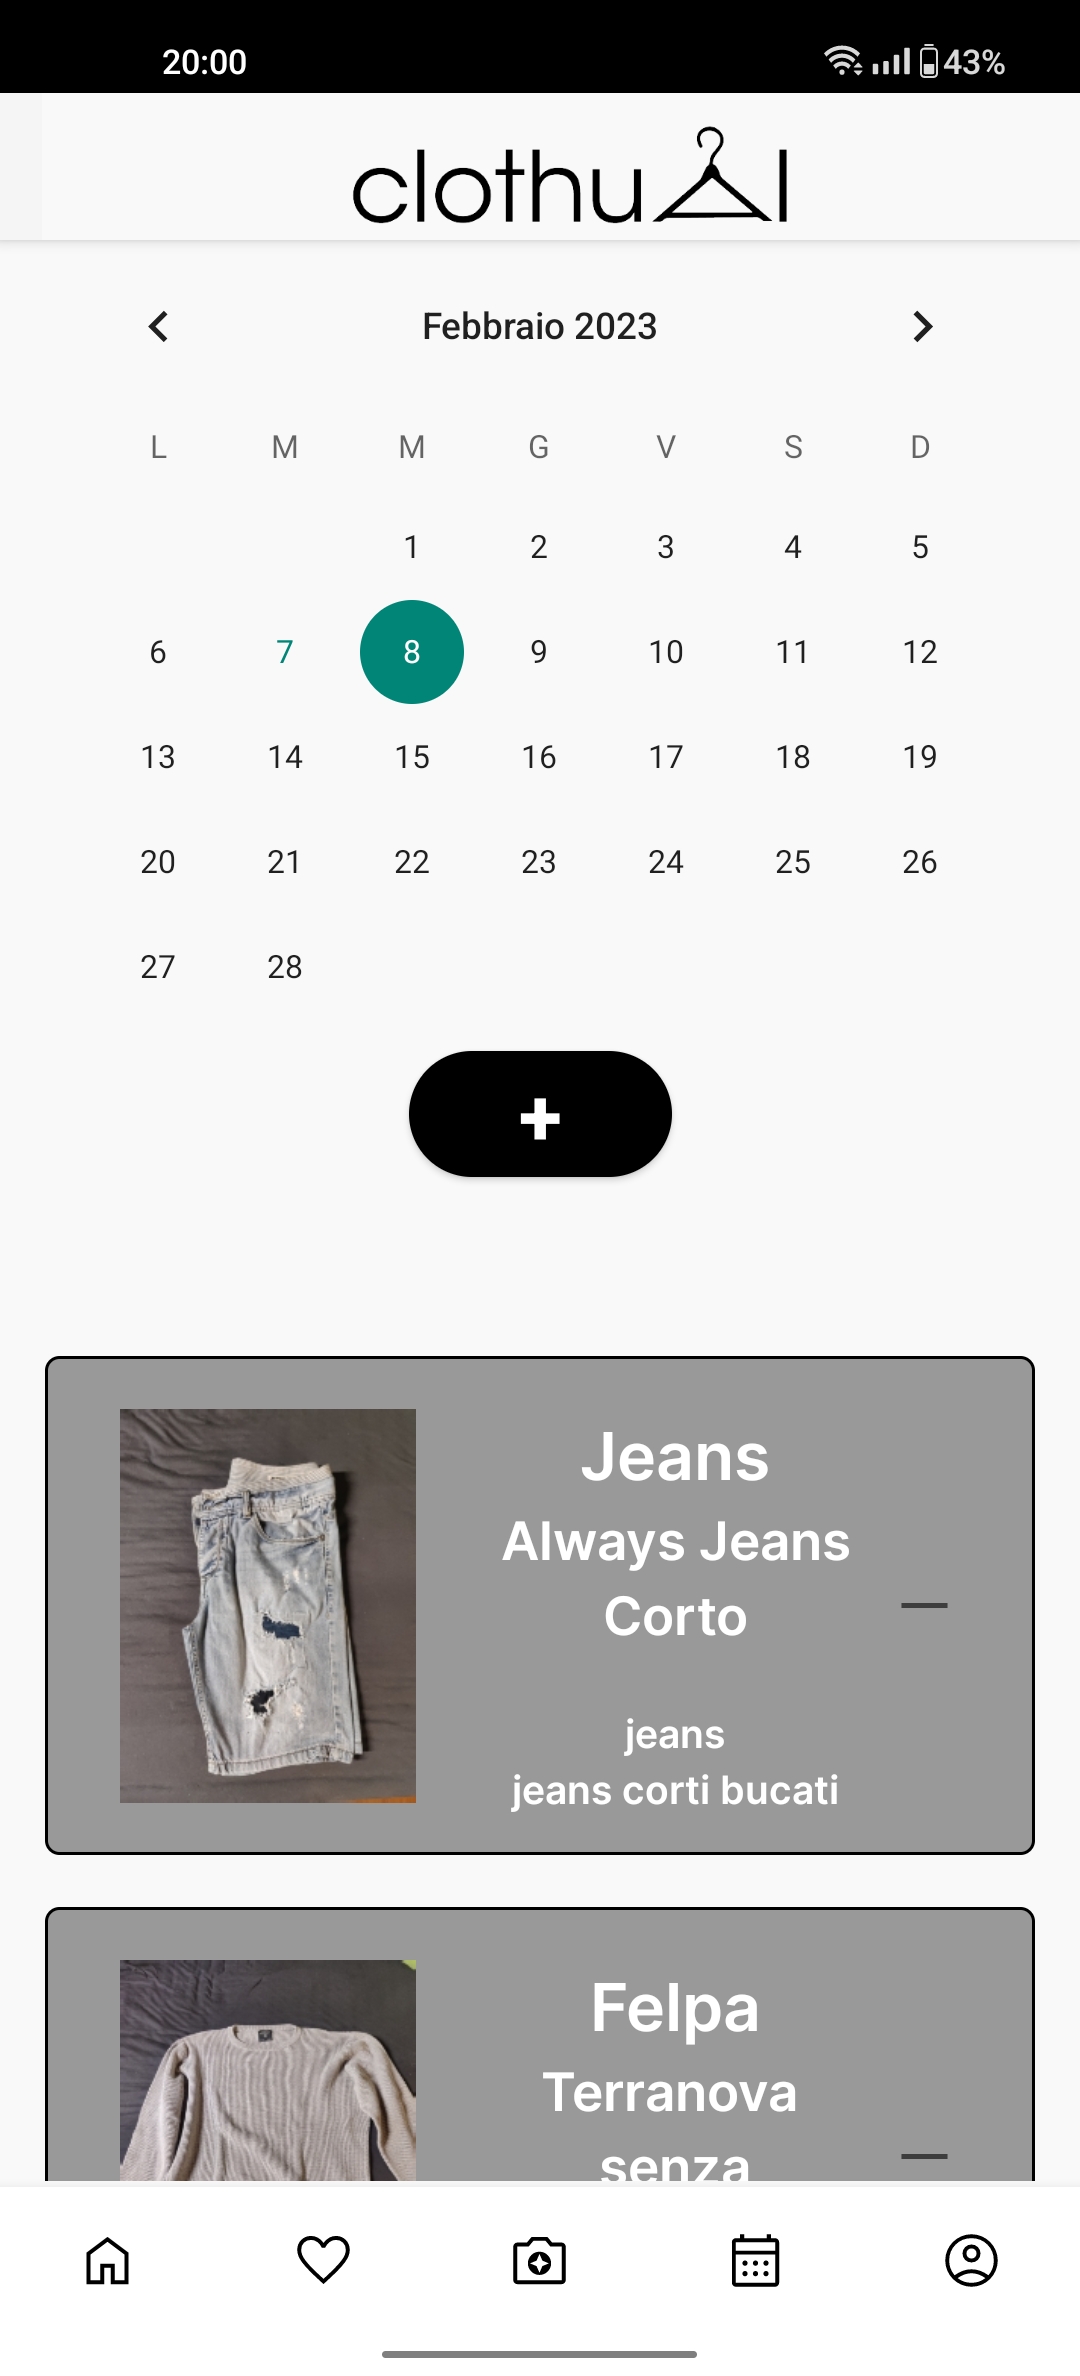 20:00 43%
clothual
Febbraio 2023
L M M G V S D
1 2 3 4 5
6 7 8 9 10 11 12
13 14 15 16 17 18 19
20 21 22 23 24 25 26
27 28
Jeans
Always Jeans
Corto
jeans
jeans corti bucati
Felpa
Terranova
senza